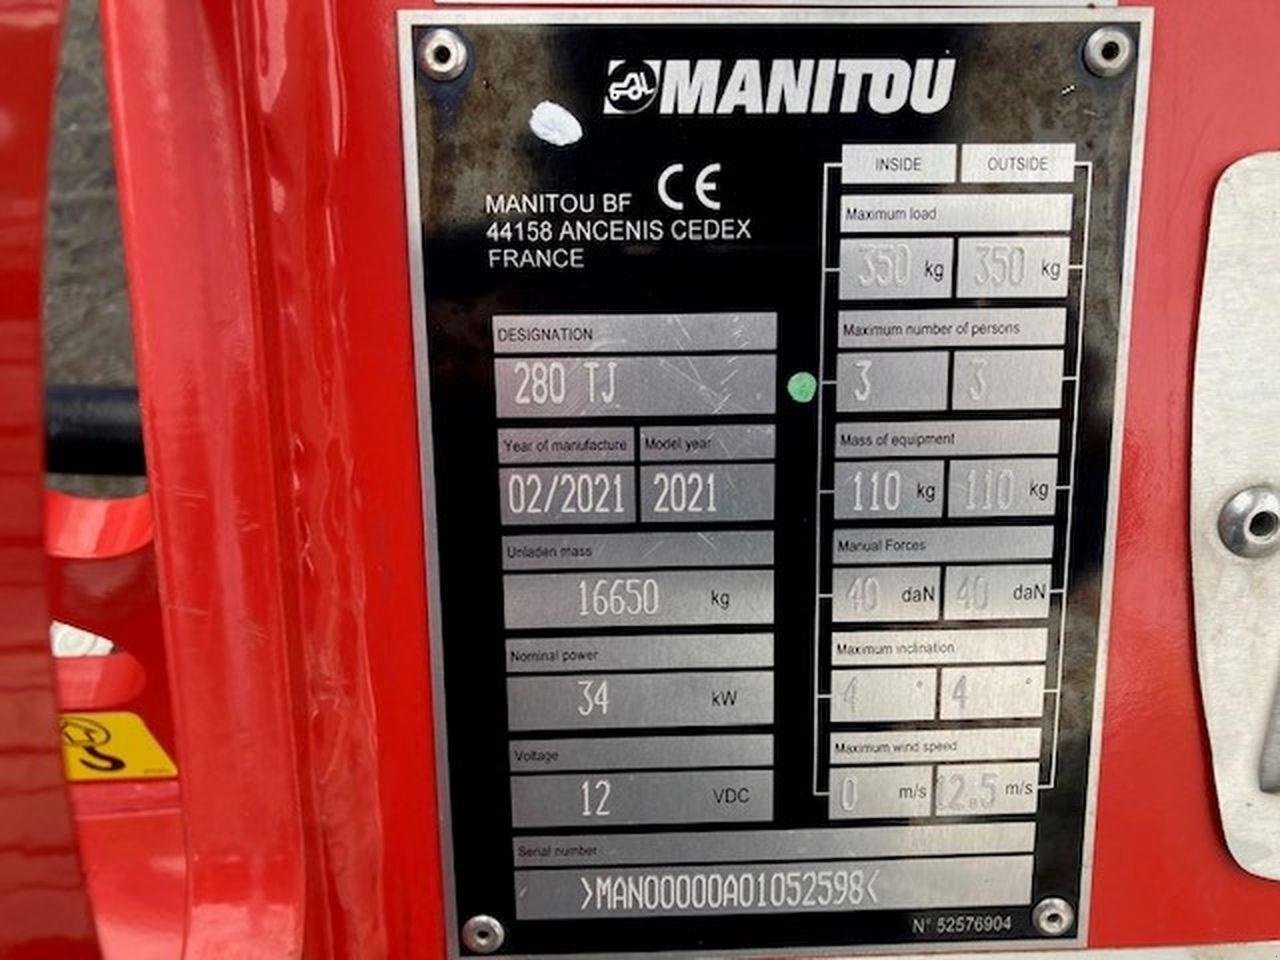 MANITOU
CE
MANITOU BF
44158 ANCENIS CEDEX
FRANCE
DESIGNATION
280 TJ
Year of manufacture Model year
02/2021 2021
Unladen mass
16650 kg
Nominal power
34 kW
Voltage
12 VDC
INSIDE OUTSIDE
Maximum load
350 kg 350 kg
Maximum number of persons
3 3
Mass of equipment
110 kg 110 kg
Manual Forces
40 daN 40 daN
Maximum inclination
4 ° 4 °
Maximum wind speed
0 m/s 12.5 m/s
Serial number
>MAN00000A01052598<
N° 52576904